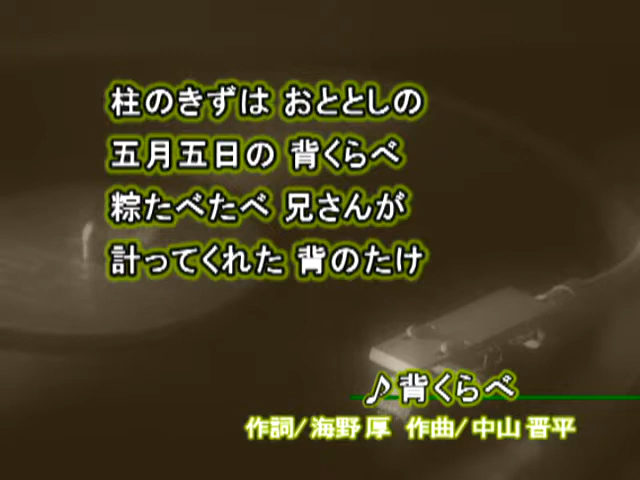 柱のきずは おととしの
五月五日の 背くらべ
粽たべたべ 兄さんが
計ってくれた 背のたけ
♪背くらべ
作詞/海野 厚 作曲/中山 晋平